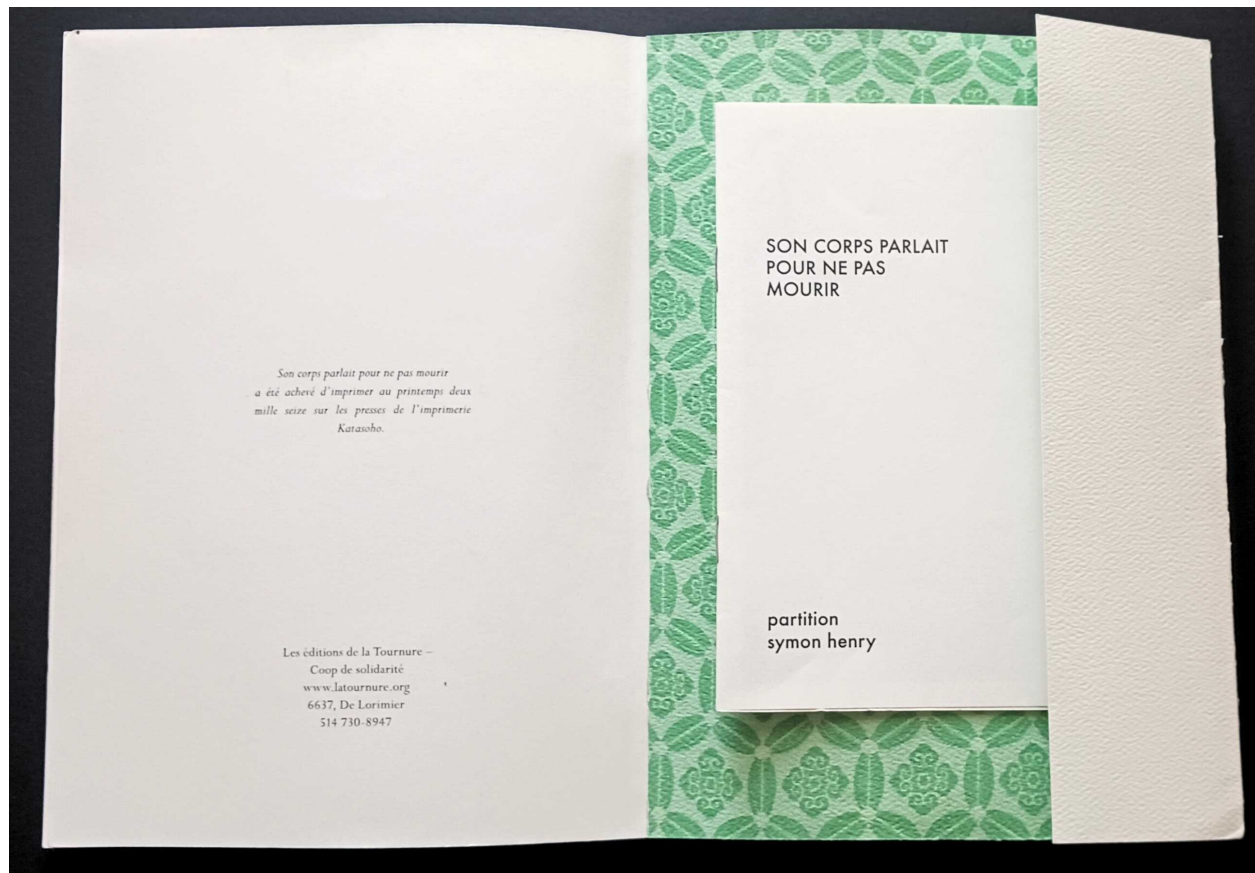 Son corps parlait pour ne pas mourir
a été achevé d'imprimer au printemps deux
mille seize sur les presses de l'imprimerie
Katasoho.
Les éditions de la Tournure –
Coop de solidarité
www.latournure.org
6637, De Lorimier
514 730-8947
SON CORPS PARLAIT
POUR NE PAS
MOURIR
partition
symon henry